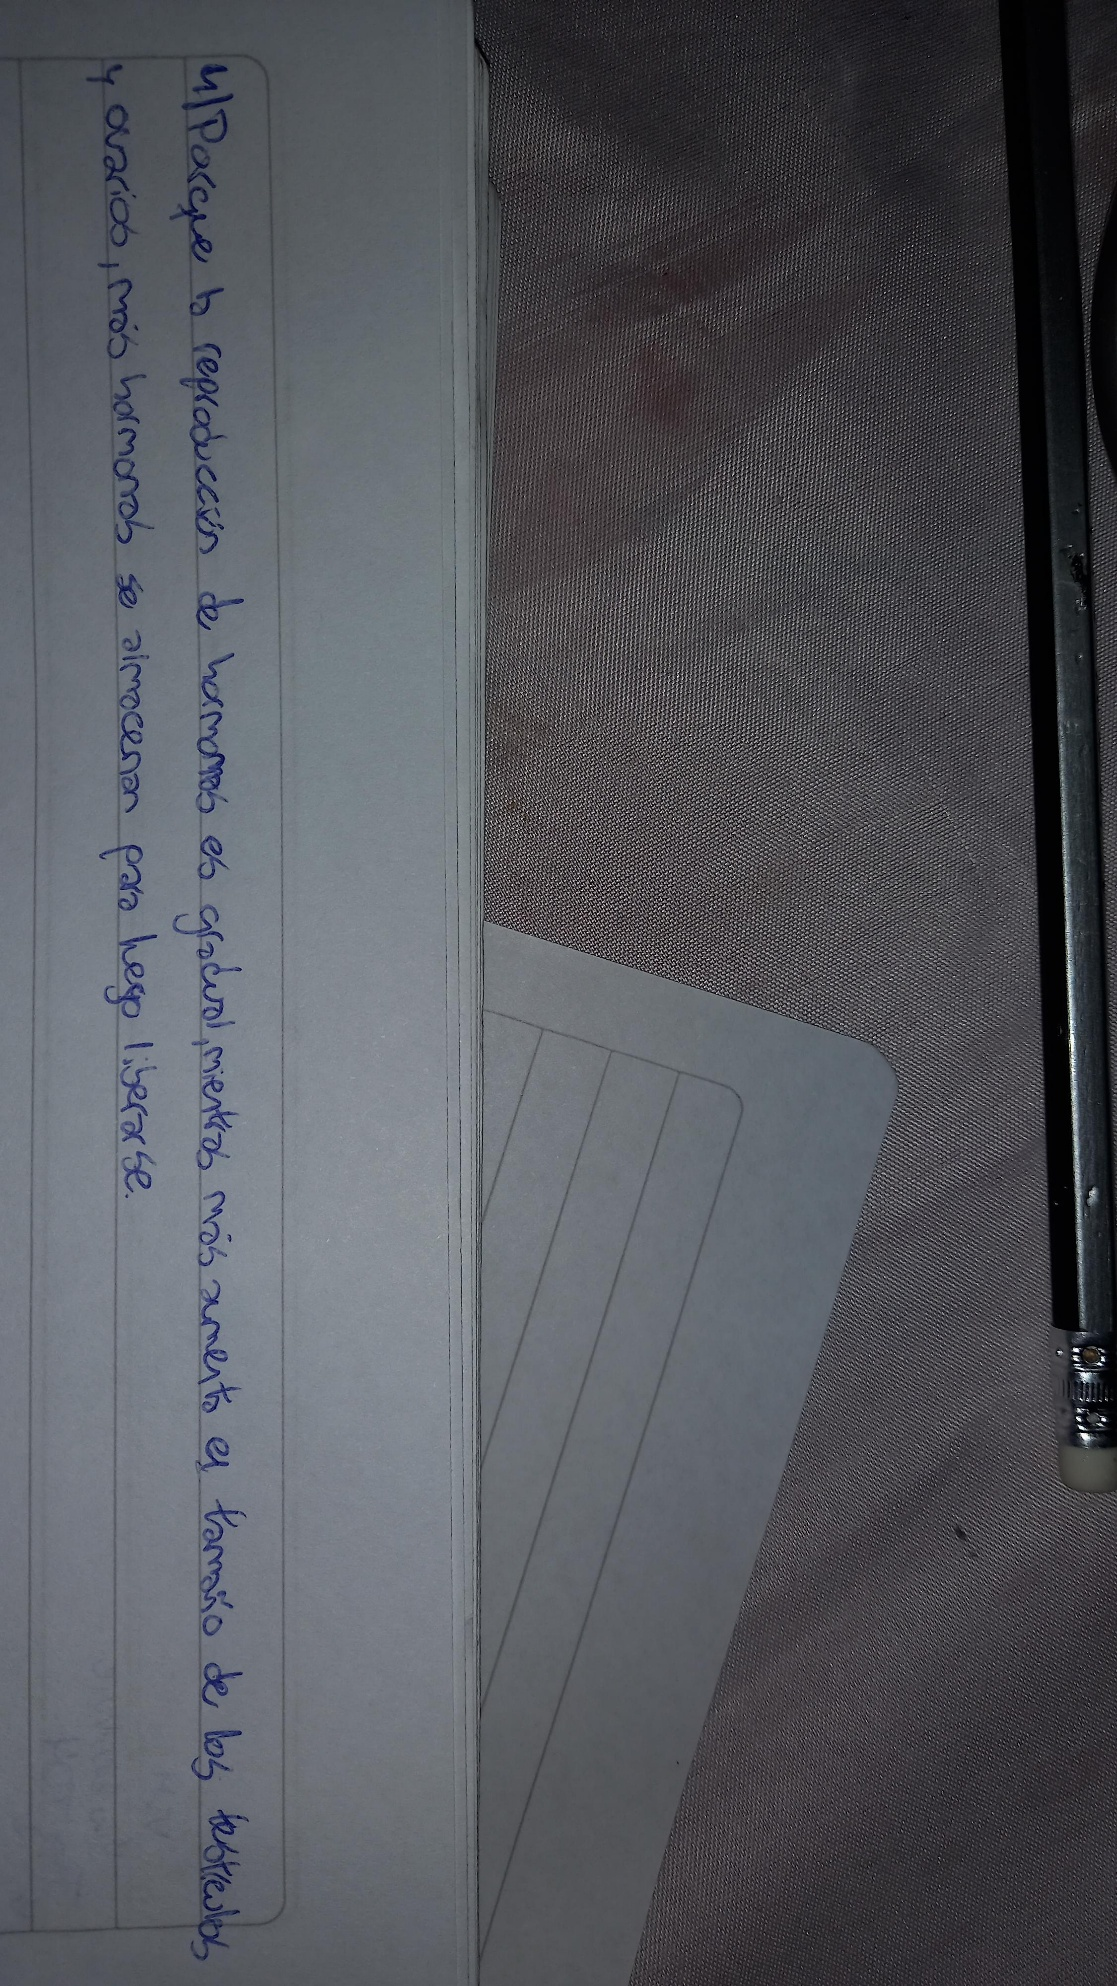 4/Porque la reproducción de hormonas es gradual, mientras más aumenta el tamaño de los testículos
y ovarios, más hormonas se almacenan para luego liberarse.